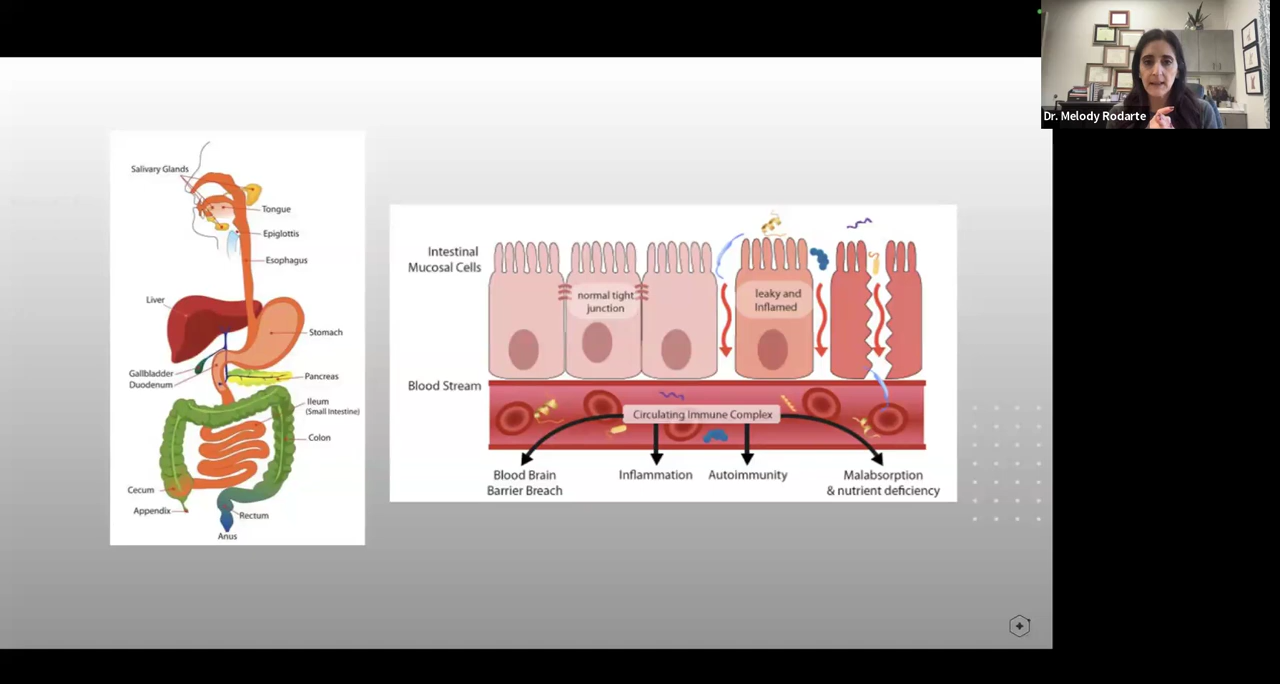 Dr. Melody Rodarte
Salivary Glands
Tongue
Epiglottis
Esophagus
Liver
Stomach
Gallbladder
Duodenum
Pancreas
Ileum
(Small Intestine)
Colon
Cecum
Appendix
Rectum
Anus
Intestinal
Mucosal Cells
normal tight
junction
leaky and
Inflamed
Blood Stream
Circulating Immune Complex
Blood Brain
Barrier Breach
Inflammation
Autoimmunity
Malabsorption
& nutrient deficiency